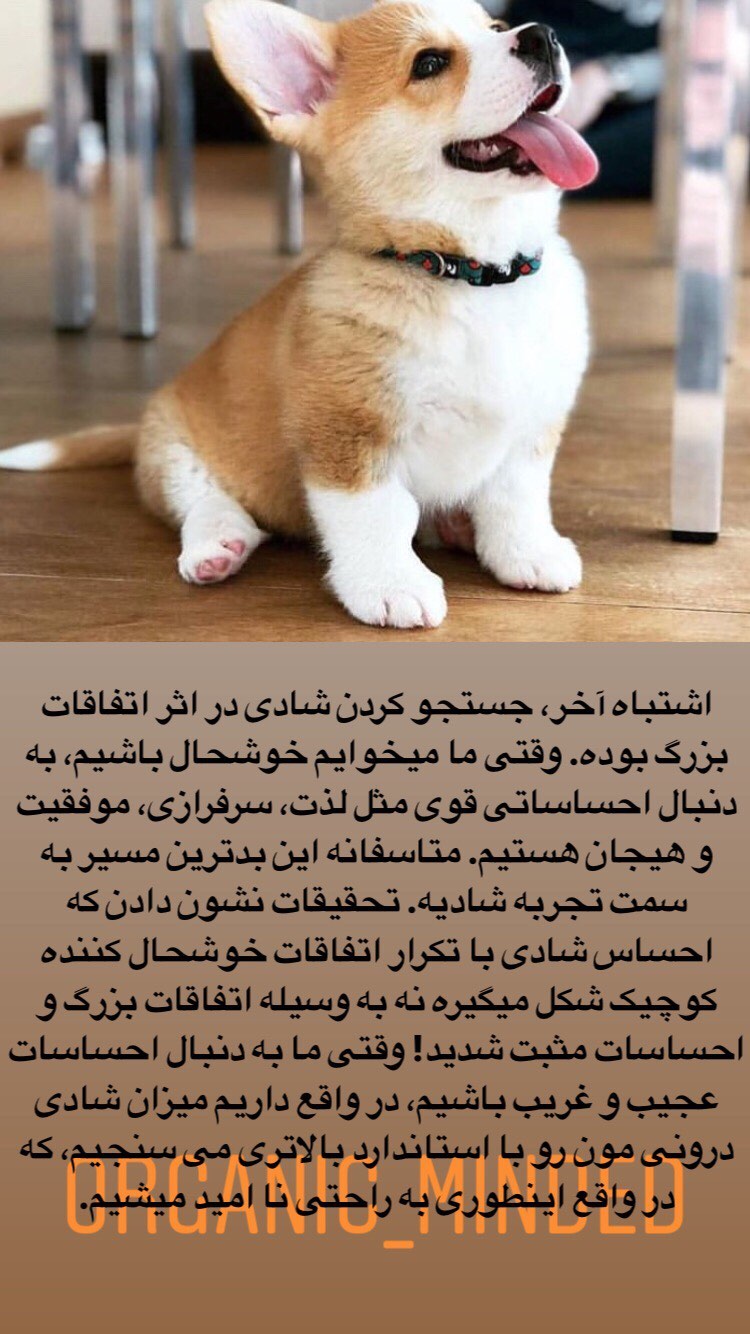 اشتباه آخر، جستجو کردن شادی در اثر اتفاقات
بزرگ بوده. وقتی ما میخوایم خوشحال باشیم، به
دنبال احساساتی قوی مثل لذت، سرفرازی، موفقیت
و هیجان هستیم. متاسفانه این بدترین مسیر به
سمت تجربه شادیه. تحقیقات نشون دادن که
احساس شادی با تکرار اتفاقات خوشحال کننده
کوچیک شکل میگیره نه به وسیله اتفاقات بزرگ و
احساسات مثبت شدید! وقتی ما به دنبال احساسات
عجیب و غریب باشیم، در واقع داریم میزان شادی
درونی مون رو با استاندارد بالاتری می سنجیم، که
در واقع اینطوری به راحتی نا امید میشیم.
ORGANIC_MINDED